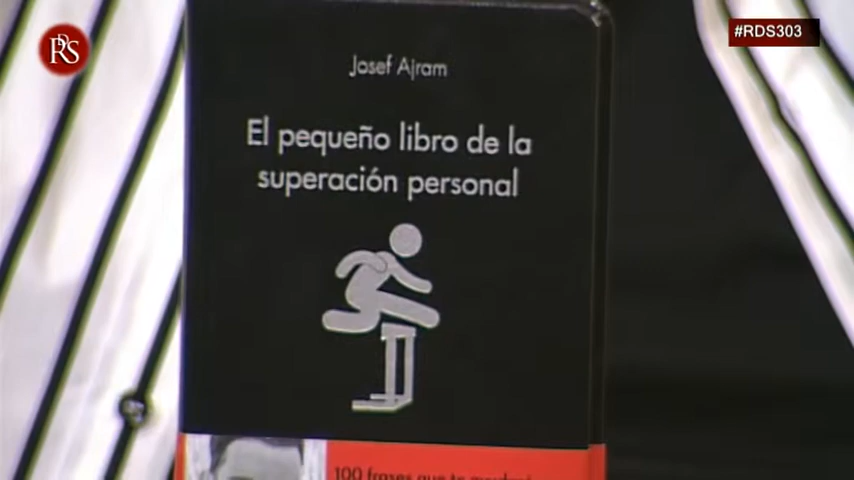 RDS
#RDS303
Josef Ajram
El pequeño libro de la
superación personal
100 frases que te